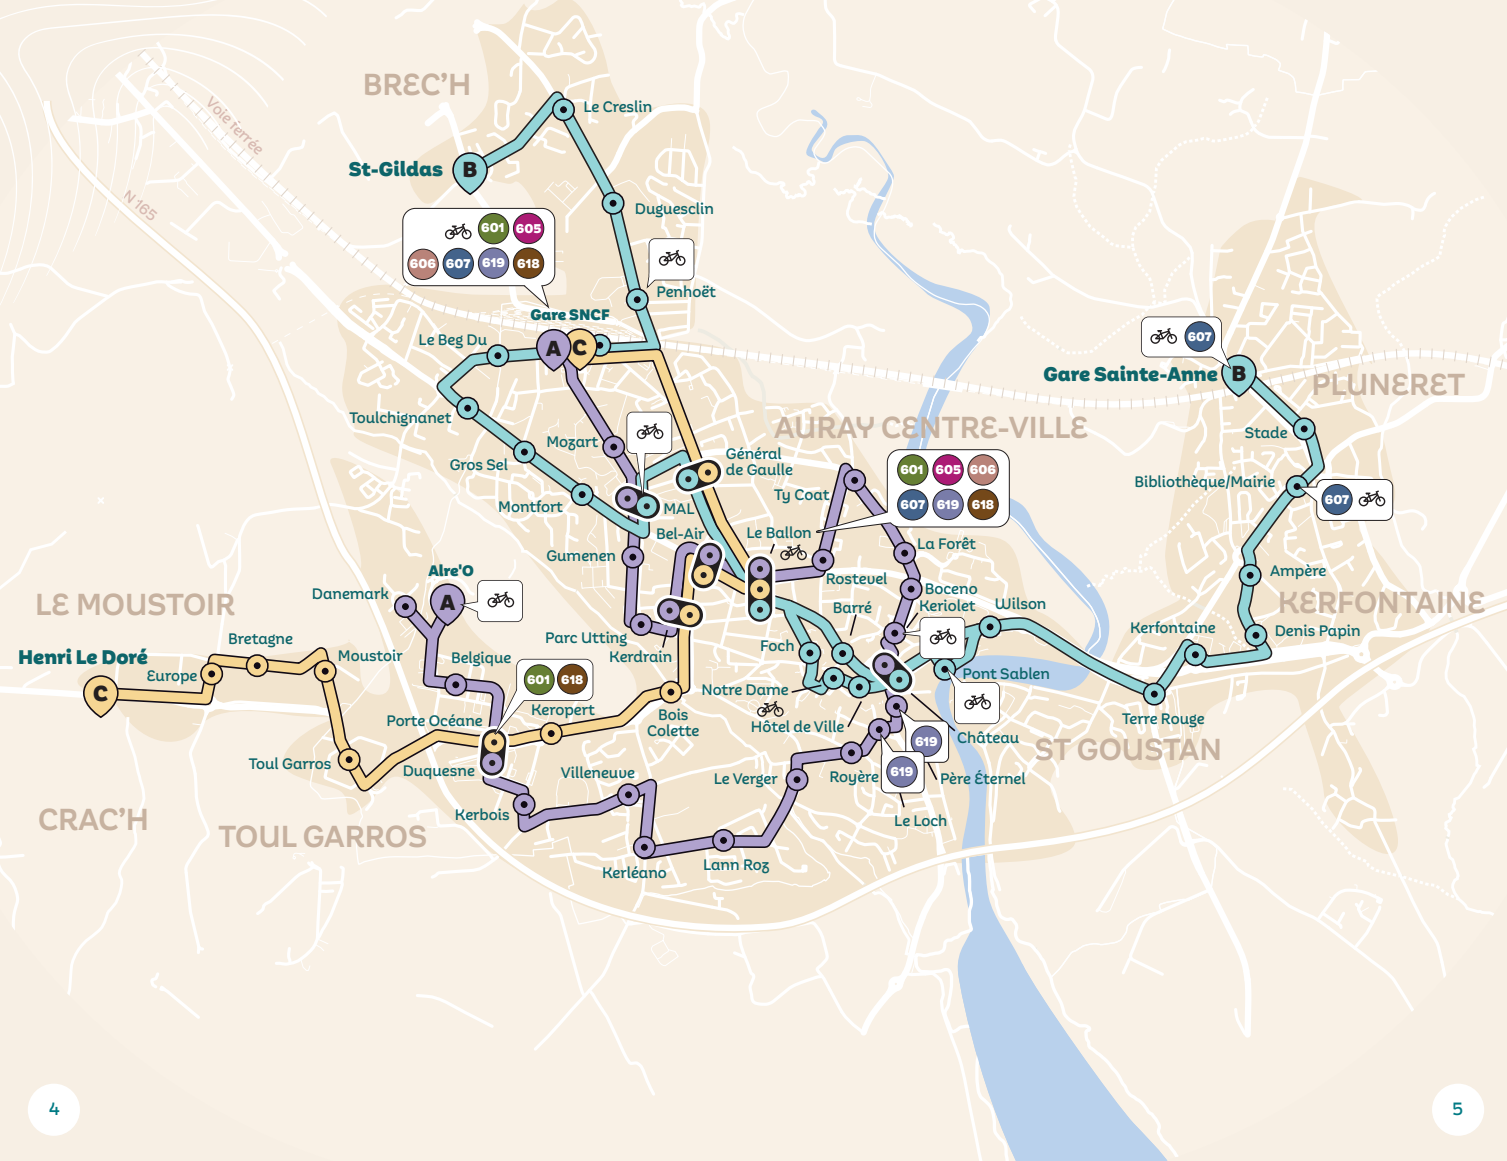 BREC'H
Voie ferrée
N 165
Le Creslin
St-Gildas
B
Duguesclin
601
605
606
607
619
618
Penhoët
Gare SNCF
A
C
Le Beg Du
607
Gare Sainte-Anne
B
PLUNERET
Toulchignanet
Mozart
AURAY CENTRE-VILLE
Stade
Gros Sel
Général
de Gaulle
601
605
606
607
619
618
Ty Coat
Bibliothèque/Mairie
607
Montfort
MAL
Bel-Air
Le Ballon
La Forêt
Gumenen
Rostevel
Ampère
Alre'O
A
Danemark
Boceno
Keriolet
Barré
Wilson
LE MOUSTOIR
KERFONTAINE
Bretagne
Parc Utting
Kerdrain
Foch
Kerfontaine
Denis Papin
Henri Le Doré
C
Europe
Moustoir
Belgique
601
618
Pont Sablen
Notre Dame
Keropert
Bois
Colette
Porte Océane
Hôtel de Ville
Terre Rouge
Château
ST GOUSTAN
619
Toul Garros
Duquesne
Villeneuve
Le Verger
Royère
619
Père Éternel
Kerbois
CRAC'H
TOUL GARROS
Le Loch
Kerléano
Lann Roz
4
5